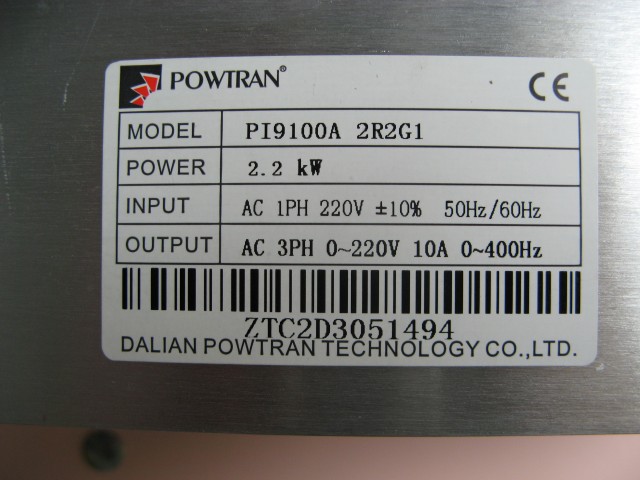 POWTRAN® CE
MODEL PI9100A 2R2G1
POWER 2.2 kW
INPUT AC 1PH 220V ±10% 50Hz/60Hz
OUTPUT AC 3PH 0~220V 10A 0~400Hz
ZTC2D3051494
DALIAN POWTRAN TECHNOLOGY CO.,LTD.